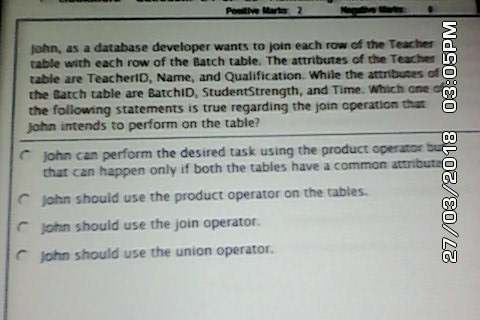 Positive Marks: 2 Negative Marks: 0
John, as a database developer wants to join each row of the Teacher
table with each row of the Batch table. The attributes of the Teacher
table are TeacherID, Name, and Qualification. While the attributes of
the Batch table are BatchID, StudentStrength, and Time. Which one of
the following statements is true regarding the join operation that
John intends to perform on the table?
John can perform the desired task using the product operator bu
that can happen only if both the tables have a common attribute
John should use the product operator on the tables.
John should use the join operator.
John should use the union operator.
27/03/2018 03:05PM